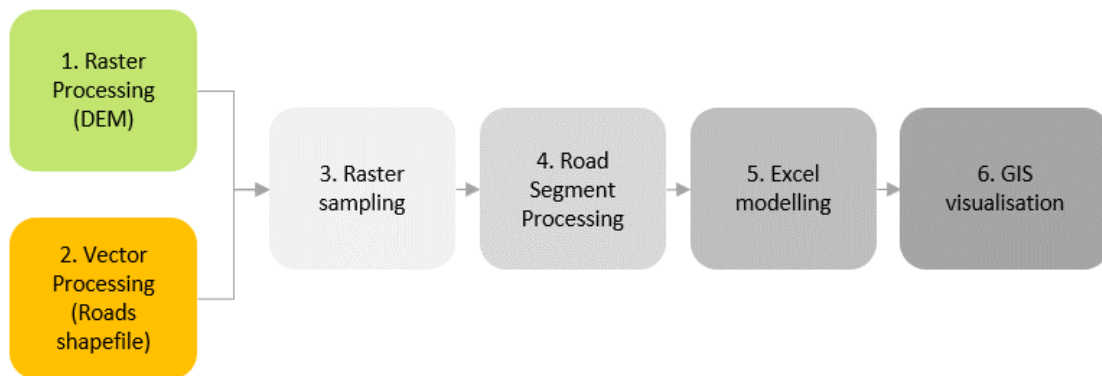 1. Raster
Processing
(DEM)
2. Vector
Processing
(Roads
shapefile)
3. Raster
sampling
4. Road
Segment
Processing
5. Excel
modelling
6. GIS
visualisation